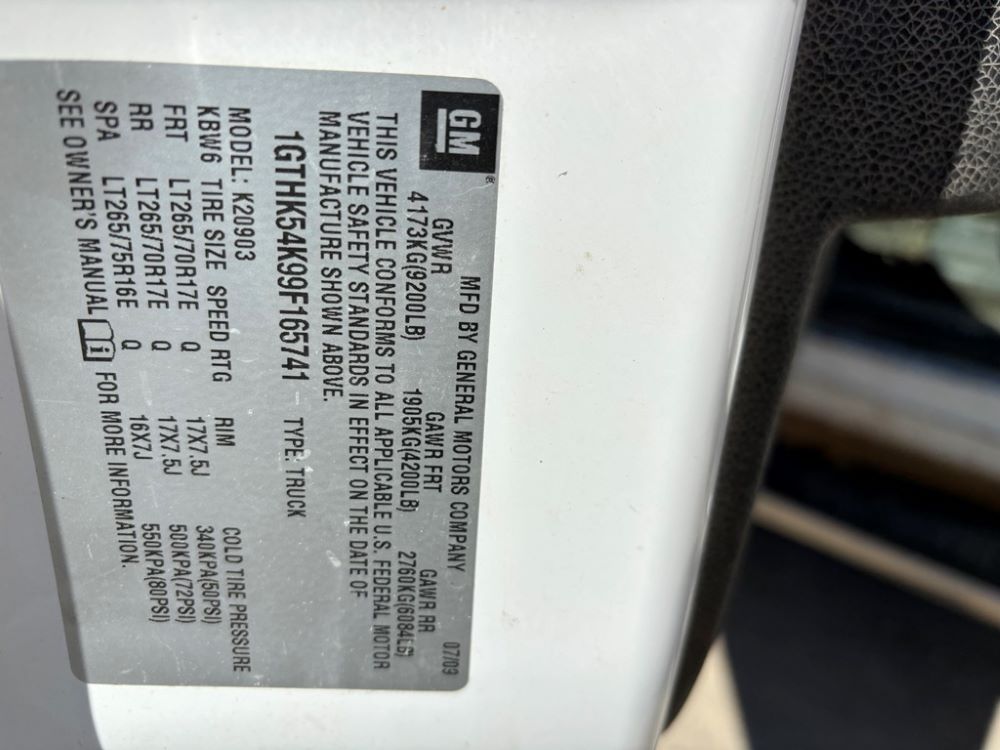 GM
MFD BY GENERAL MOTORS COMPANY 07/09
GVWR GAWR FRT GAWR RR
4173KG(9200LB) 1905KG(4200LB) 2760KG(6084LB)
THIS VEHICLE CONFORMS TO ALL APPLICABLE U.S. FEDERAL MOTOR
VEHICLE SAFETY STANDARDS IN EFFECT ON THE DATE OF
MANUFACTURE SHOWN ABOVE.
1GTHK54K99F165741 TYPE: TRUCK
MODEL: K20903
KBW6 TIRE SIZE SPEED RTG RIM COLD TIRE PRESSURE
FRT LT265/70R17E Q 17X7.5J 340KPA(50PSI)
RR LT265/70R17E Q 17X7.5J 500KPA(72PSI)
SPA LT265/75R16E Q 16X7J 550KPA(80PSI)
SEE OWNER'S MANUAL FOR MORE INFORMATION.